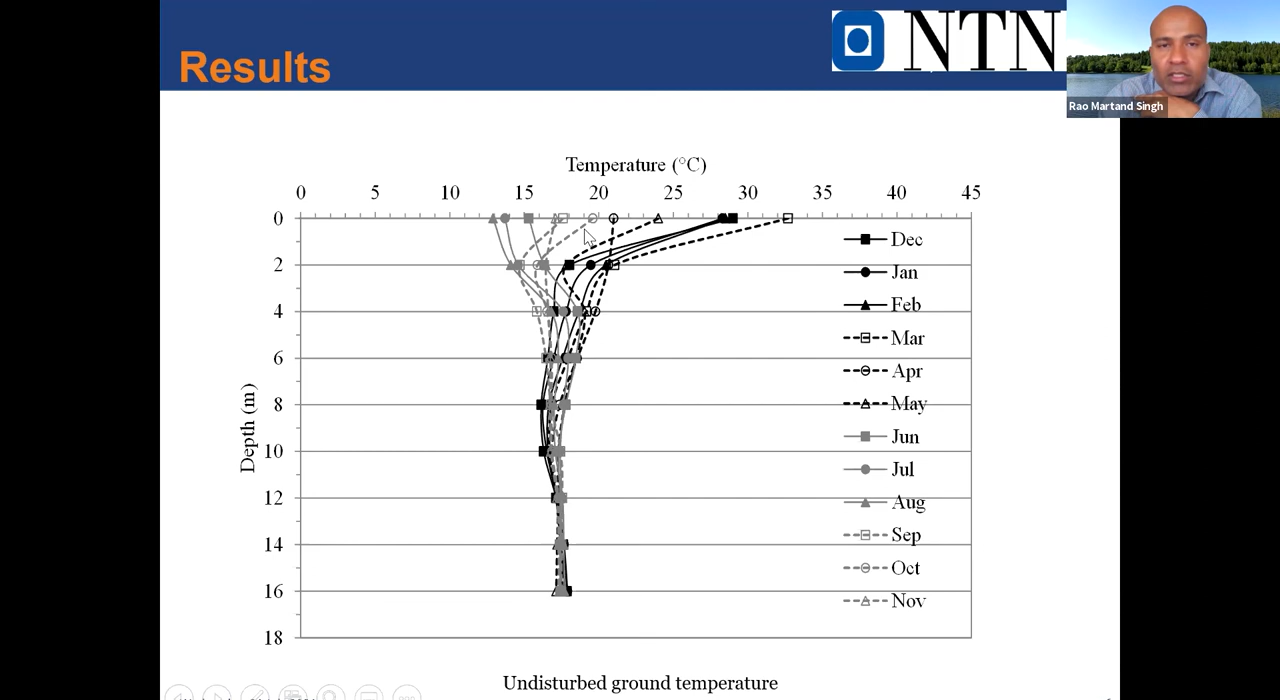 Results
NTN
Rao Martand Singh
Temperature (°C)
0 5 10 15 20 25 30 35 40 45
0
2
4
6
8
10
12
14
16
18
Depth (m)
Dec
Jan
Feb
Mar
Apr
May
Jun
Jul
Aug
Sep
Oct
Nov
Undisturbed ground temperature